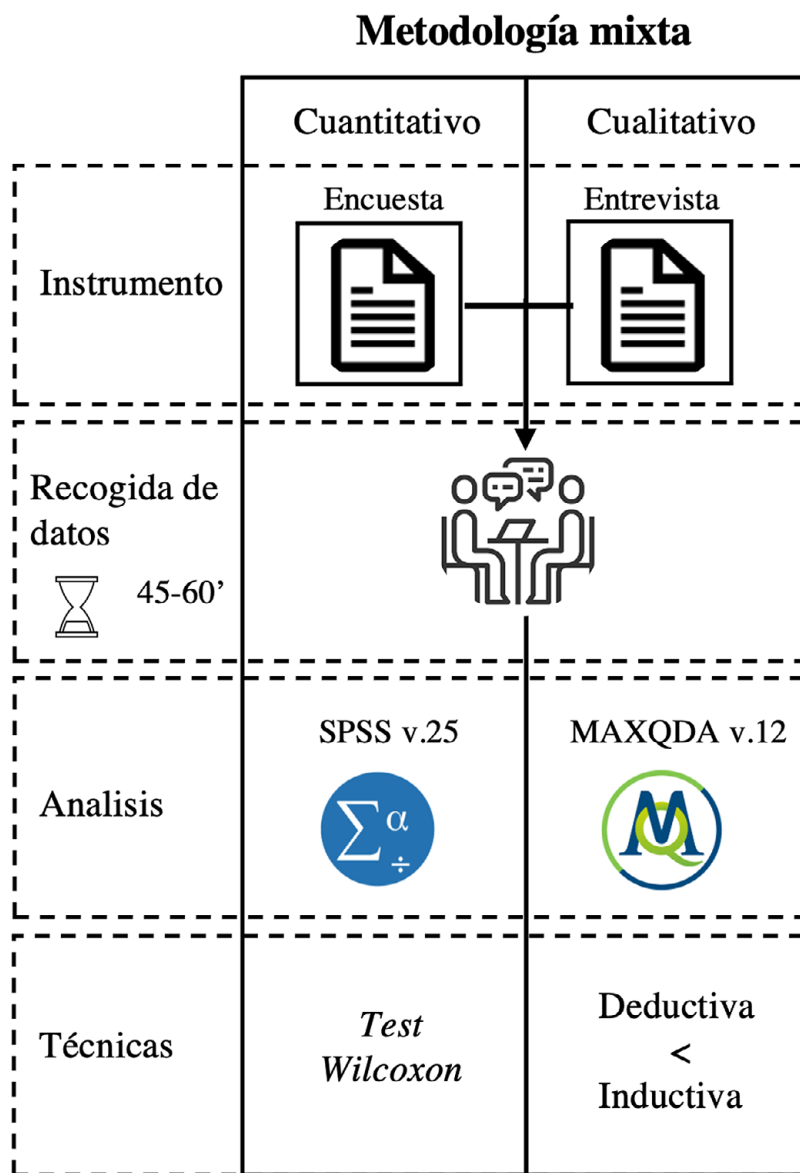 Metodología mixta
Cuantitativo
Cualitativo
Encuesta
Entrevista
Instrumento
Recogida de
datos
45-60’
SPSS v.25
MAXQDA v.12
Analisis
Σ α ÷
MQ
Técnicas
Test
Wilcoxon
Deductiva
<
Inductiva